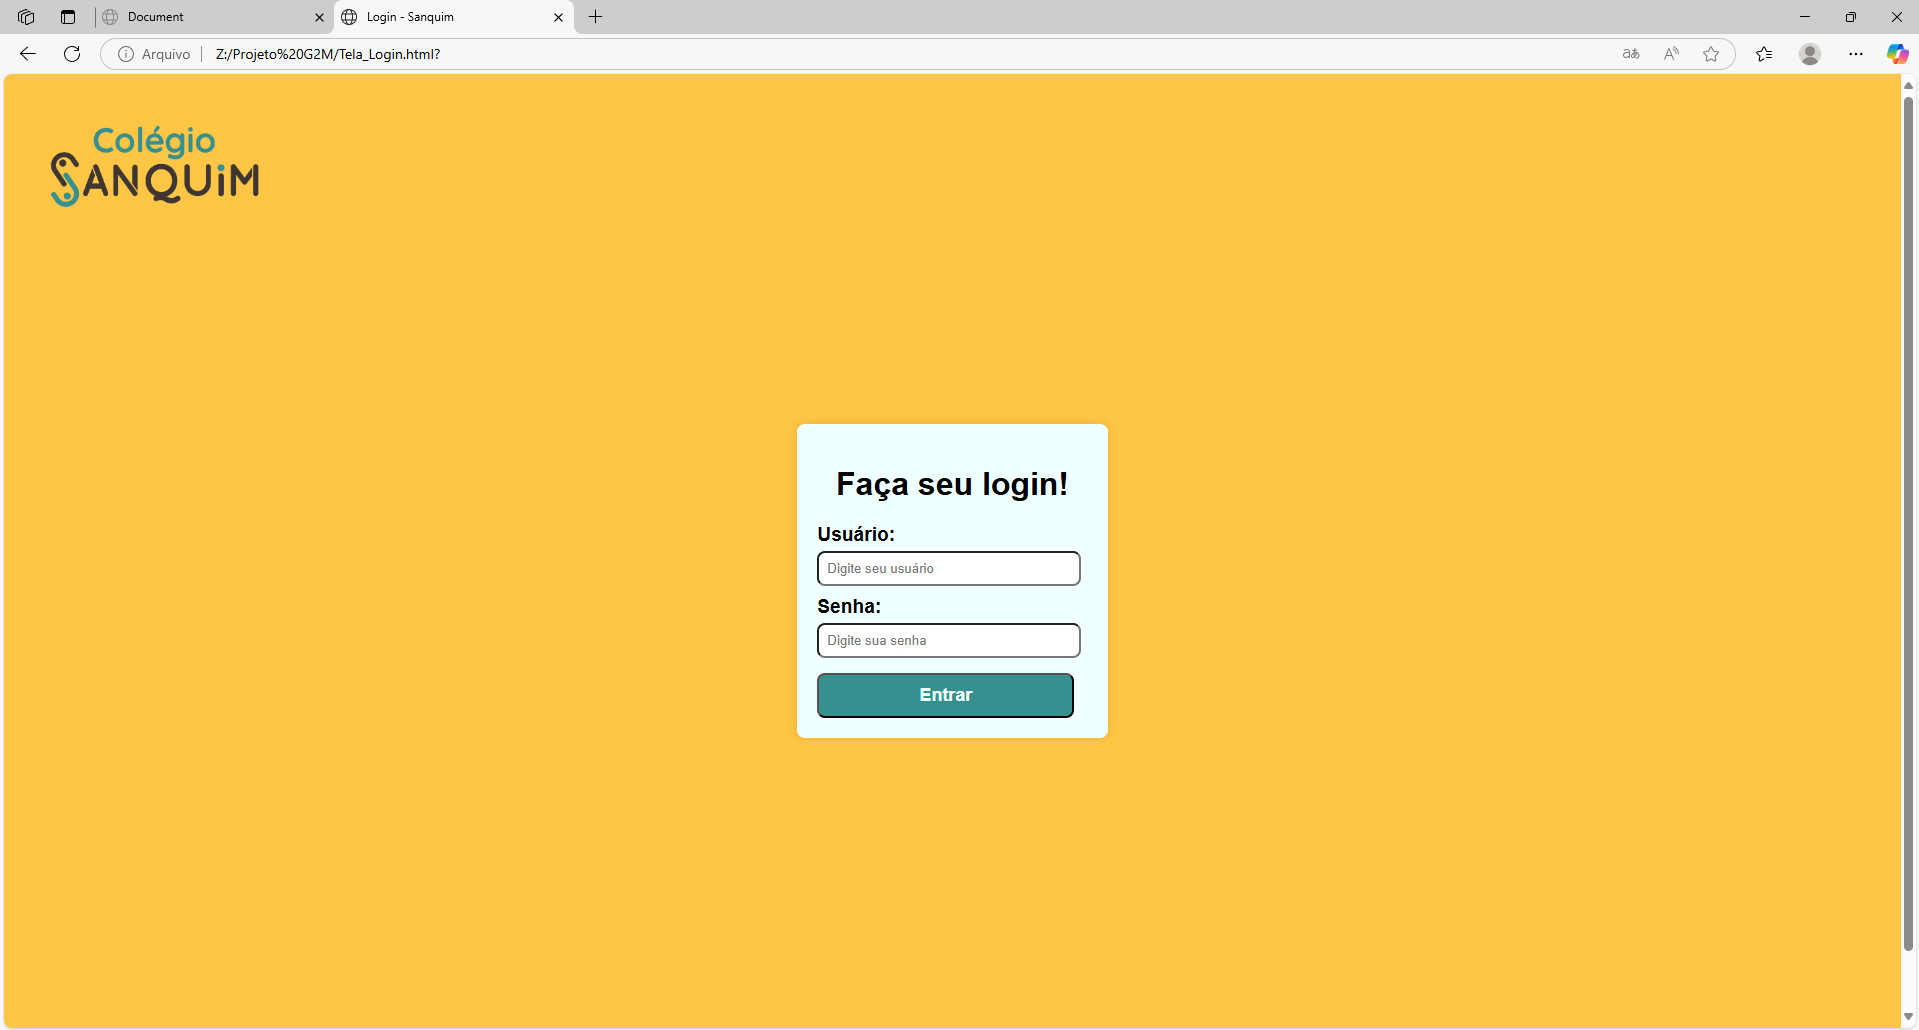 Document
Login - Sanquim
Arquivo
Z:/Projeto%20G2M/Tela_Login.html?
Colégio
SANQUiM
Faça seu login!
Usuário:
Digite seu usuário
Senha:
Digite sua senha
Entrar